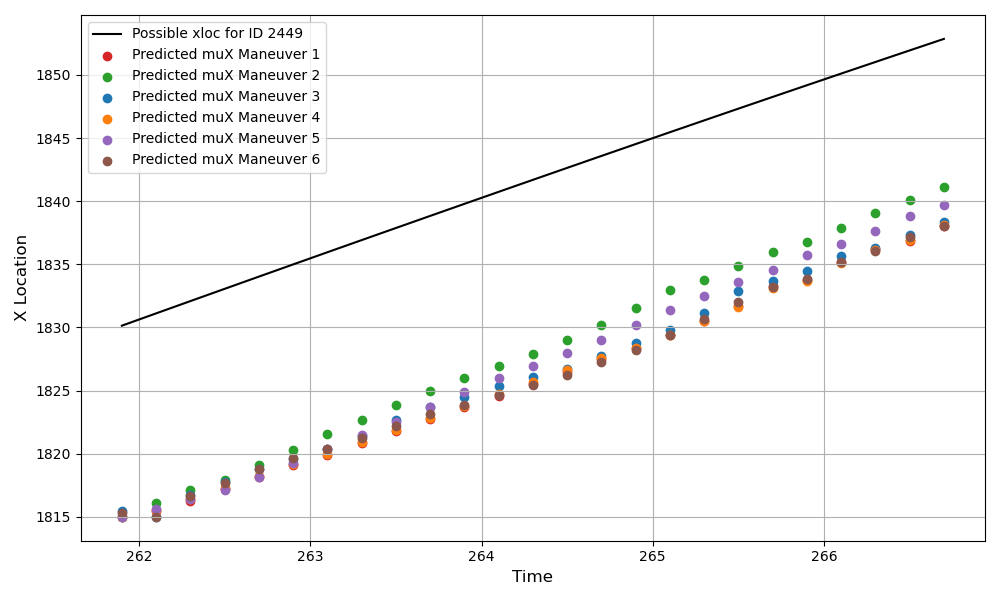 Possible xloc for ID 2449
Predicted muX Maneuver 1
Predicted muX Maneuver 2
Predicted muX Maneuver 3
Predicted muX Maneuver 4
Predicted muX Maneuver 5
Predicted muX Maneuver 6
X Location
1850
1845
1840
1835
1830
1825
1820
1815
262 263 264 265 266
Time